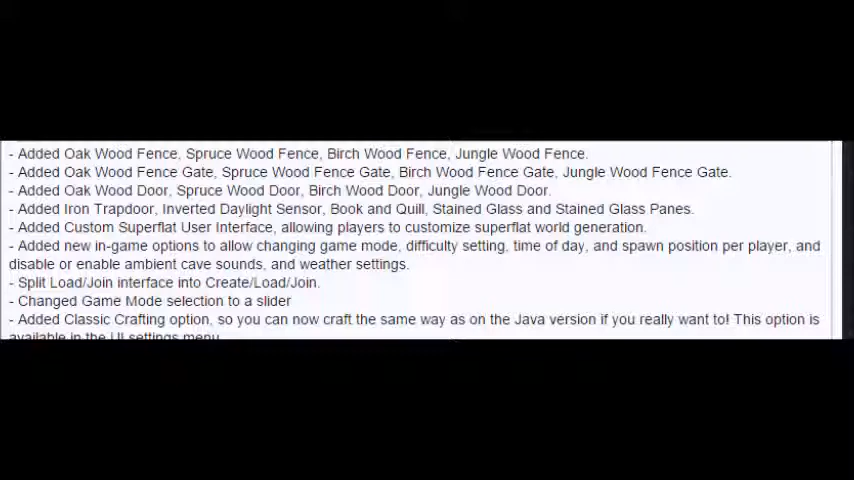 - Added Oak Wood Fence, Spruce Wood Fence, Birch Wood Fence, Jungle Wood Fence.
- Added Oak Wood Fence Gate, Spruce Wood Fence Gate, Birch Wood Fence Gate, Jungle Wood Fence Gate.
- Added Oak Wood Door, Spruce Wood Door, Birch Wood Door, Jungle Wood Door.
- Added Iron Trapdoor, Inverted Daylight Sensor, Book and Quill, Stained Glass and Stained Glass Panes.
- Added Custom Superflat User Interface, allowing players to customize superflat world generation.
- Added new in-game options to allow changing game mode, difficulty setting, time of day, and spawn position per player, and
disable or enable ambient cave sounds, and weather settings.
- Split Load/Join interface into Create/Load/Join.
- Changed Game Mode selection to a slider
- Added Classic Crafting option, so you can now craft the same way as on the Java version if you really want to! This option is
available in the UI settings menu